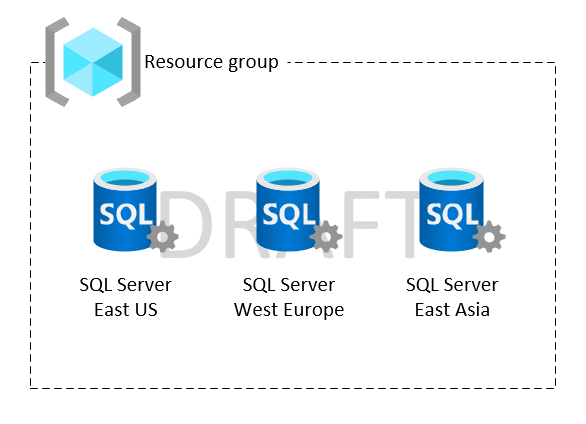 Resource group
DRAFT
SQL
SQL
SQL
SQL Server
East US
SQL Server
West Europe
SQL Server
East Asia